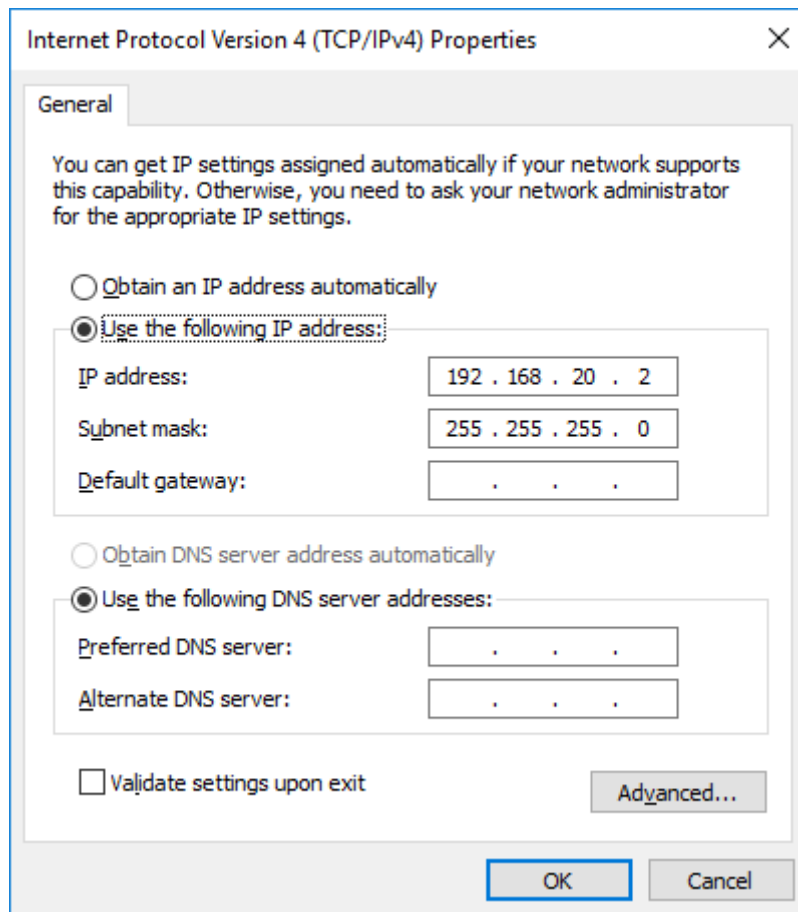 Internet Protocol Version 4 (TCP/IPv4) Properties
General
You can get IP settings assigned automatically if your network supports
this capability. Otherwise, you need to ask your network administrator
for the appropriate IP settings.
Obtain an IP address automatically
Use the following IP address:
IP address: 192 . 168 . 20 . 2
Subnet mask: 255 . 255 . 255 . 0
Default gateway: . . .
Obtain DNS server address automatically
Use the following DNS server addresses:
Preferred DNS server: . . .
Alternate DNS server: . . .
Validate settings upon exit
Advanced...
OK Cancel